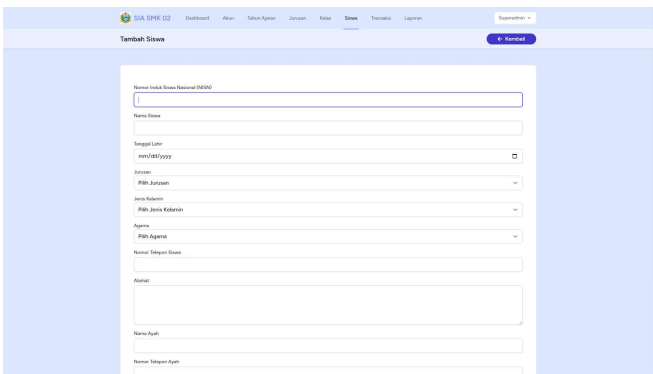 SIA SMK 02 Dashboard Akun Tahun Ajaran Jurusan Kelas Siswa Transaksi Laporan Superadmin
Tambah Siswa ← Kembali
Nomor Induk Siswa Nasional (NISN)
Nama Siswa
Tanggal Lahir
mm/dd/yyyy
Jurusan
Pilih Jurusan
Jenis Kelamin
Pilih Jenis Kelamin
Agama
Pilih Agama
Nomor Telepon Siswa
Alamat
Nama Ayah
Nomor Telepon Ayah